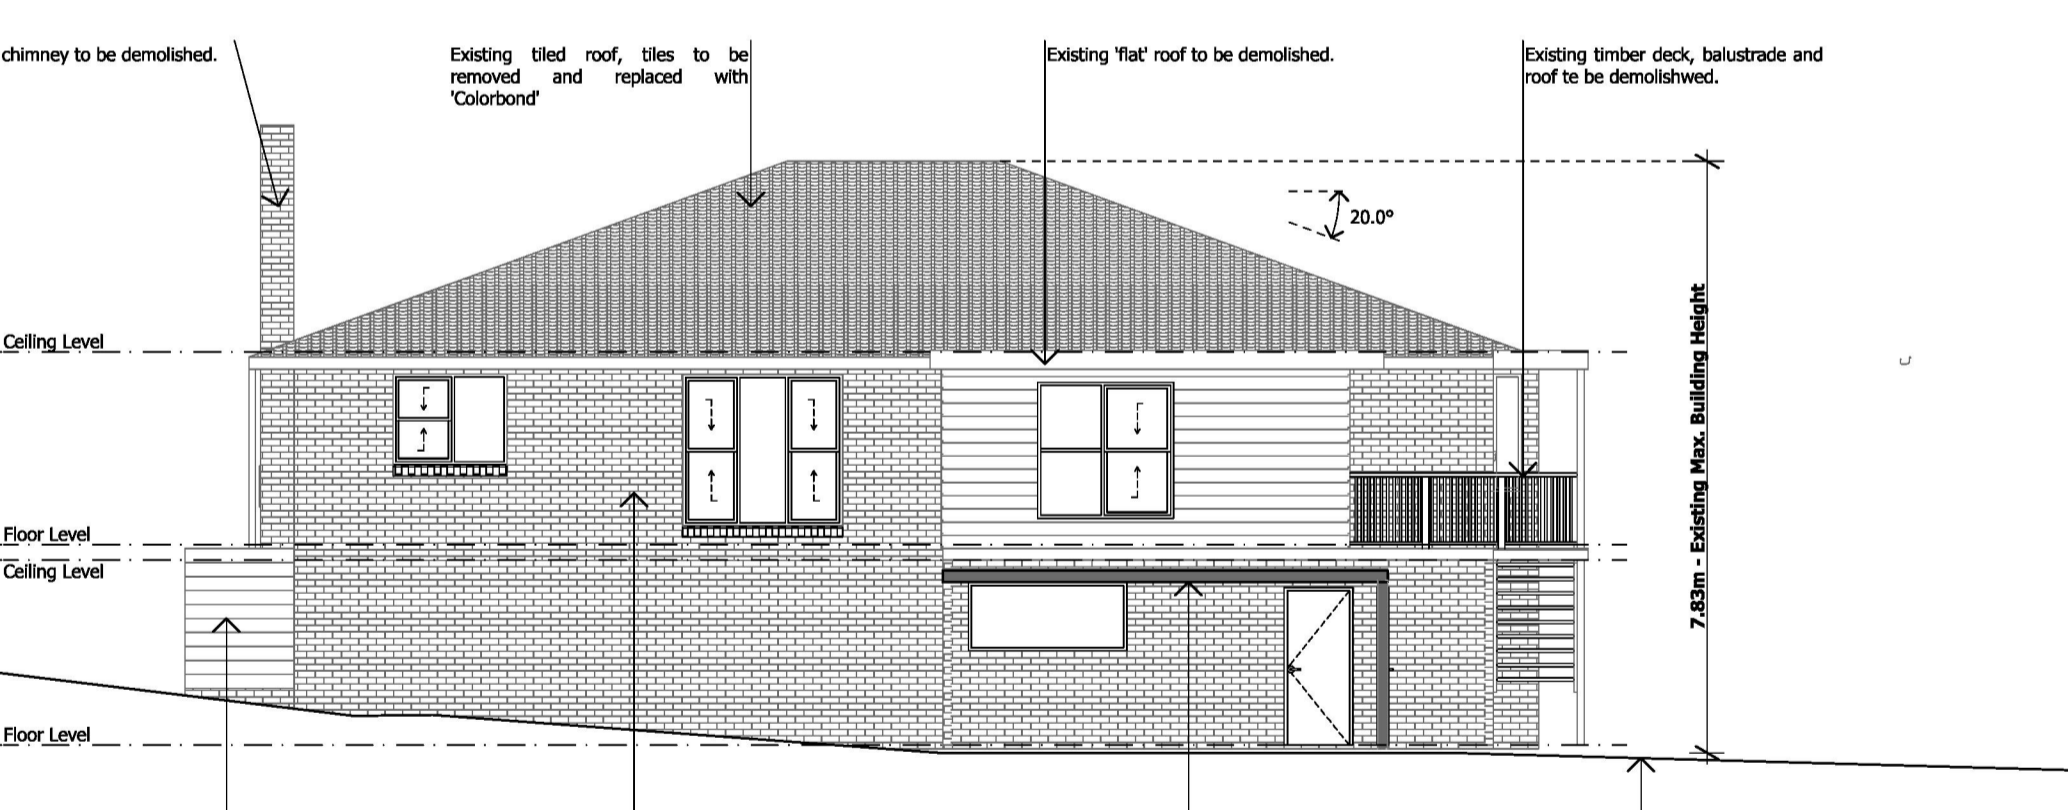 chimney to be demolished.
Existing tiled roof, tiles to be
removed and replaced with
'Colorbond'
Existing 'flat' roof to be demolished.
Existing timber deck, balustrade and
roof te be demolishwed.
20.0°
Ceiling Level
7.83m - Existing Max. Building Height
Floor Level
Ceiling Level
Floor Level